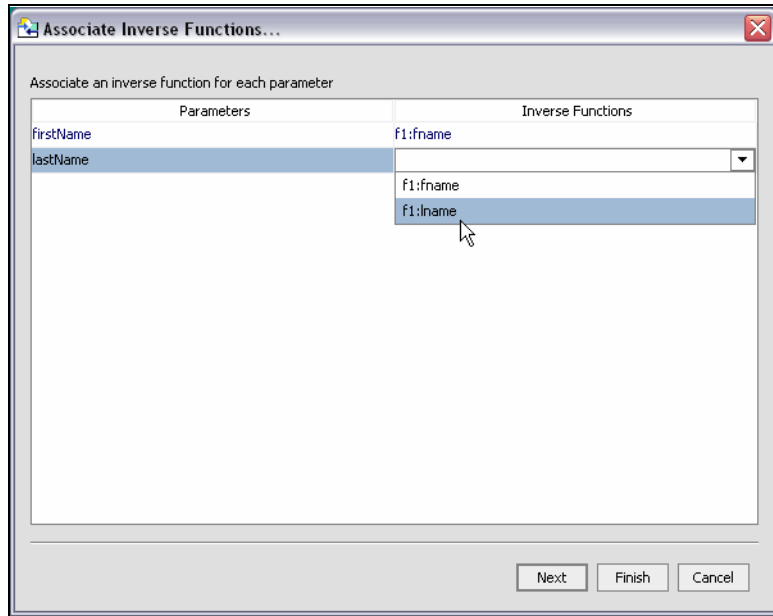 Associate Inverse Functions...
Associate an inverse function for each parameter
Parameters Inverse Functions
firstName f1:fname
lastName
f1:fname
f1:lname
Next Finish Cancel